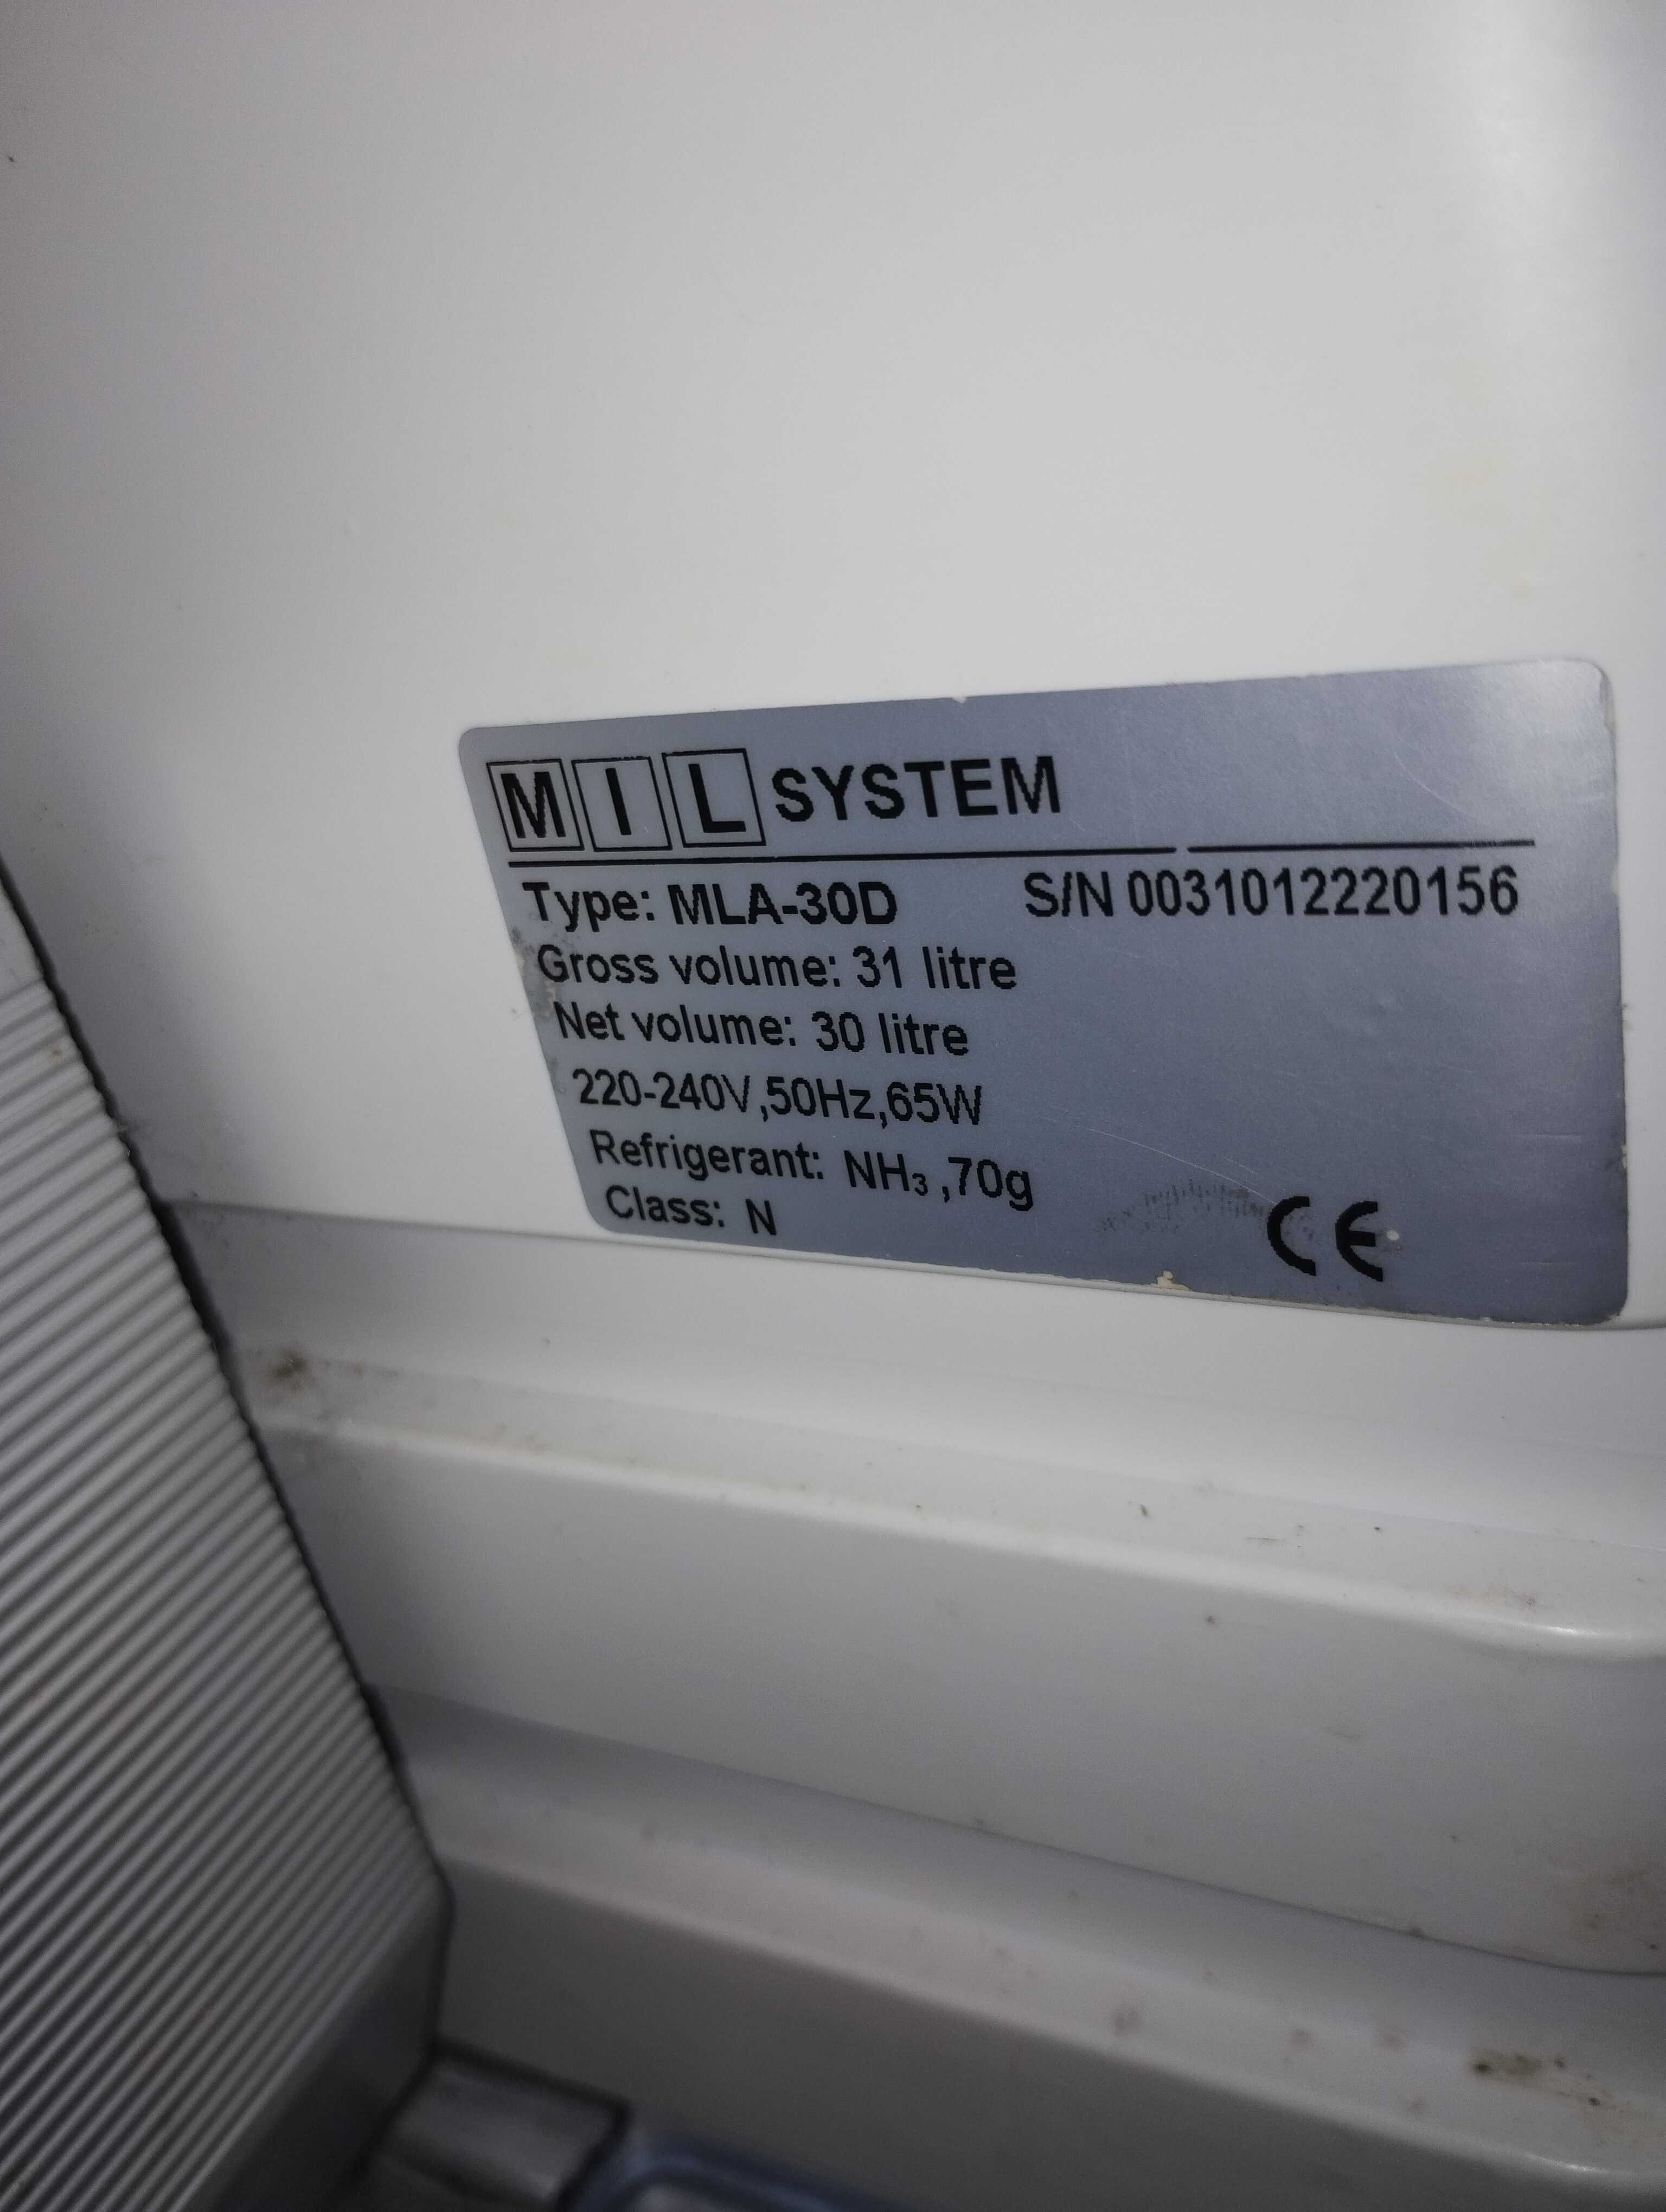 MIL SYSTEM
Type: MLA-30D S/N 0031012220156
Gross volume: 31 litre
Net volume: 30 litre
220-240V,50Hz,65W
Refrigerant: NH₃ ,70g
Class: N
CE